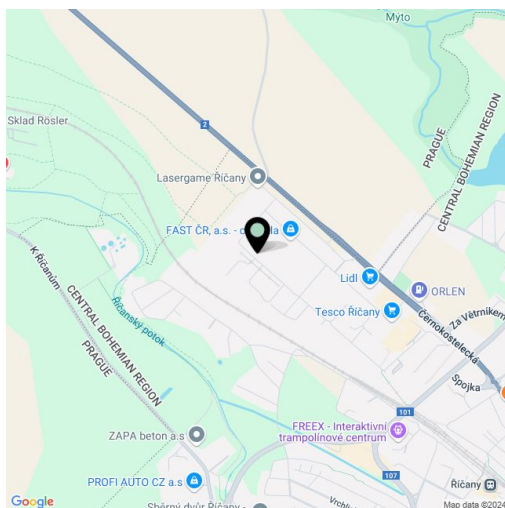 Mýto
Sklad Rösler
2
PRAGUE
CENTRAL BOHEMIAN REGION
Lasergame Říčany
FAST ČR, a.s.
Lidl
ORLEN
K Říčanům
CENTRAL BOHEMIAN REGION
PRAGUE
Říčanský potok
Tesco Říčany
Za Větrníkem
Černokostelecká
Spojka
101
FREEX - Interaktivní
trampolínové centrum
ZAPA beton a.s
107
PROFI AUTO CZ a.s
Říčany
Sběrný dvůr Říčany -
Google
Map data ©2024